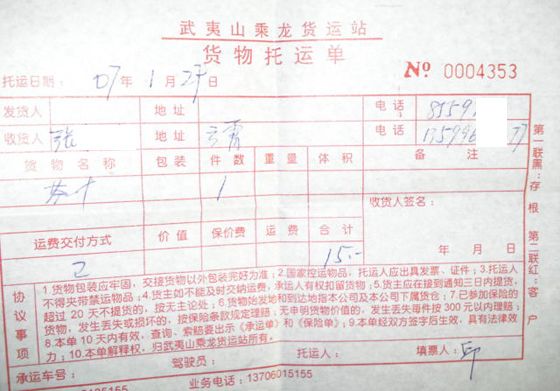 武夷山乘龙货运站
货物托运单
托运日期： 07年 1月27日 No 0004353
发货人 地址 电话 8559
收货人 张 地址 云霄 电话 177
货物名称 包装 件数 重量 体积 备注
1
收货人签名：
运费交付方式 价值 保价费 运费 合计
2 15.- 年 月 日
协议事项
1.货物包装应牢固，交接货物以外包装完好为准；2.国家控运物品，托运人应出具发票、证件；3.托运人
不得夹带禁运物品；4.货主如不能及时交纳运费，承运人有权扣留货物；5.货主应在接到通知三日内提货，
超过 20 天不提货的，按无主论处；6.货物始发地和到达地指本公司及本公司下属货仓；7.已参加保险的
货物，发生丢失或损坏的，按保险条款规定理赔；无申明货物价值的，发生丢失每件按 300 元以内理赔；
8.本单 10 天内有效，查询、索赔要出示《承运单》和《保险单》；9.本单经双方签字后生效，具有法律效
力；10.本单解释权，归武夷山乘龙货运站所有。
承运车号： 驾驶员： 托运人： 填票人：
06015155 业务电话：13706015155
第一联黑：存根 第二联红：客户